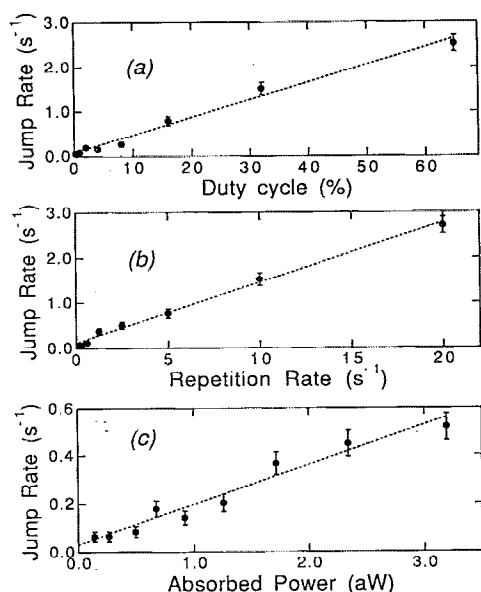 3.0
2.0
1.0
0.0
Jump Rate (s⁻¹)
(a)
0 10 20 30 40 50 60
Duty cycle (%)
3.0
2.0
1.0
0.0
Jump Rate (s⁻¹)
(b)
0 5 10 15 20
Repetition Rate (s⁻¹)
0.6
0.4
0.2
0.0
Jump Rate (s⁻¹)
(c)
0.0 1.0 2.0 3.0
Absorbed Power (aW)